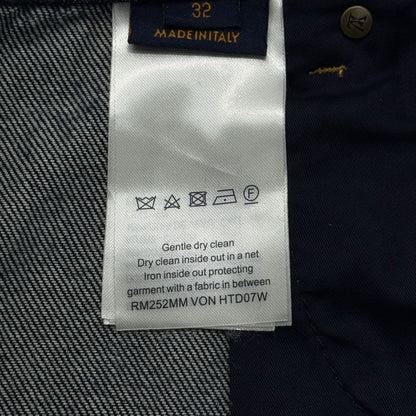 32
MADEINITALY
F
Gentle dry clean
Dry clean inside out in a net
Iron inside out protecting
garment with a fabric in between
RM252MM VON HTD07W